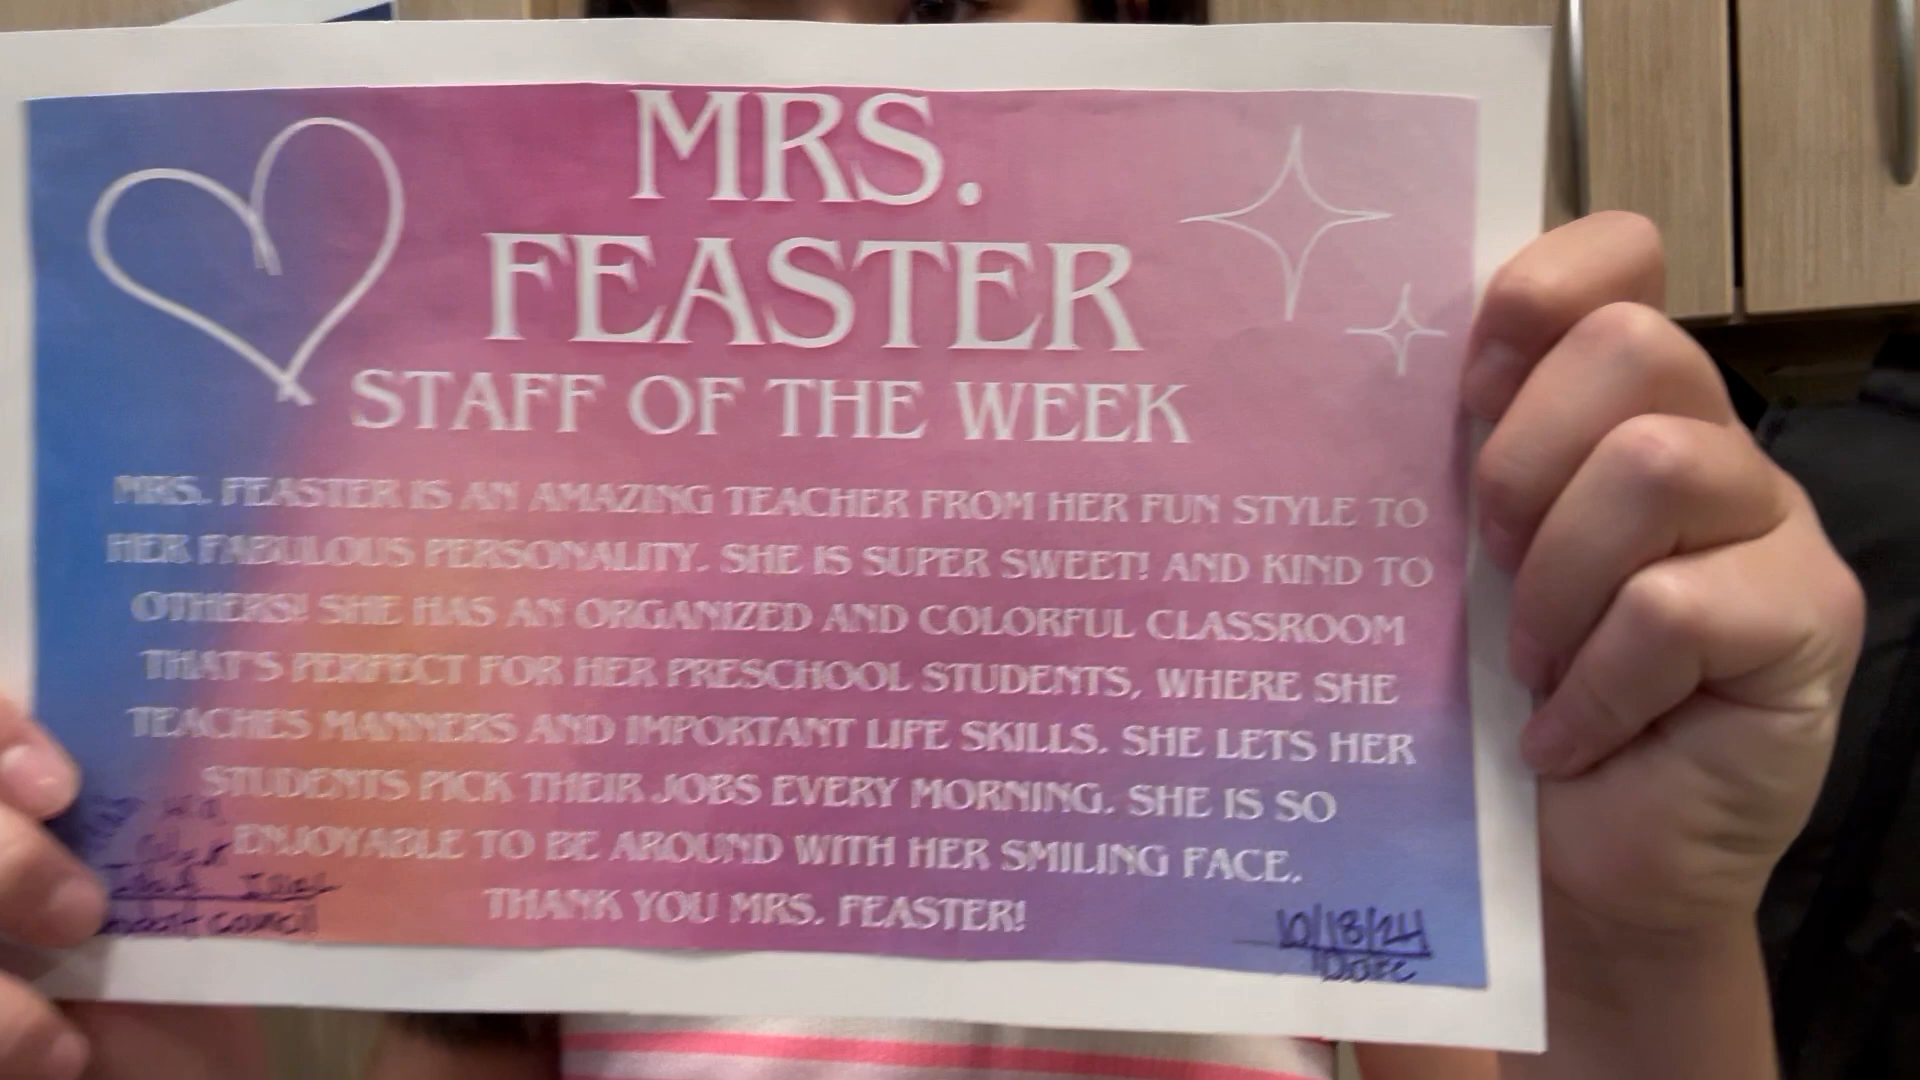 MRS.
FEASTER
STAFF OF THE WEEK
MRS. FEASTER IS AN AMAZING TEACHER FROM HER FUN STYLE TO
HER FABULOUS PERSONALITY. SHE IS SUPER SWEET! AND KIND TO
OTHERS! SHE HAS AN ORGANIZED AND COLORFUL CLASSROOM
THAT'S PERFECT FOR HER PRESCHOOL STUDENTS, WHERE SHE
TEACHES MANNERS AND IMPORTANT LIFE SKILLS. SHE LETS HER
STUDENTS PICK THEIR JOBS EVERY MORNING. SHE IS SO
ENJOYABLE TO BE AROUND WITH HER SMILING FACE.
THANK YOU MRS. FEASTER!
Council
10/18/24
Date